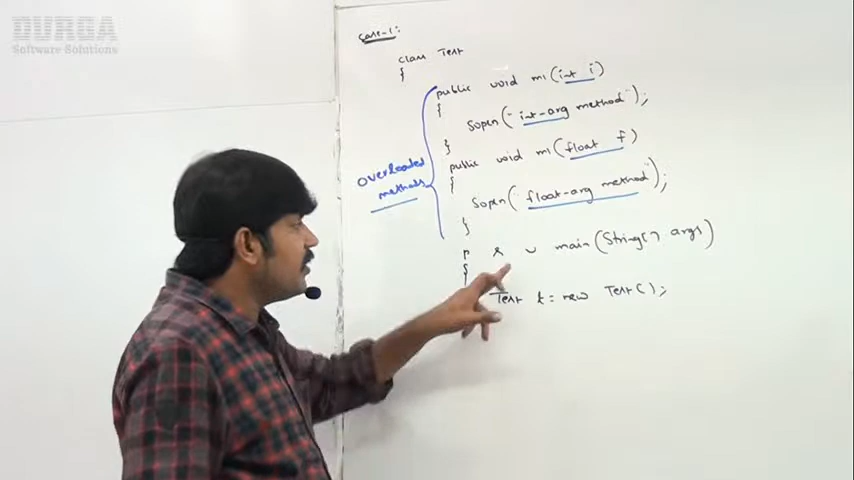 DURGA
Software Solutions
case-1:
class Test
{
public void m1(int i)
{
Sopln("int-arg method");
}
overloaded
methods
public void m1(float f)
{
Sopln("float-arg method");
}
p s v main(String[] args)
{
Test t = new Test();